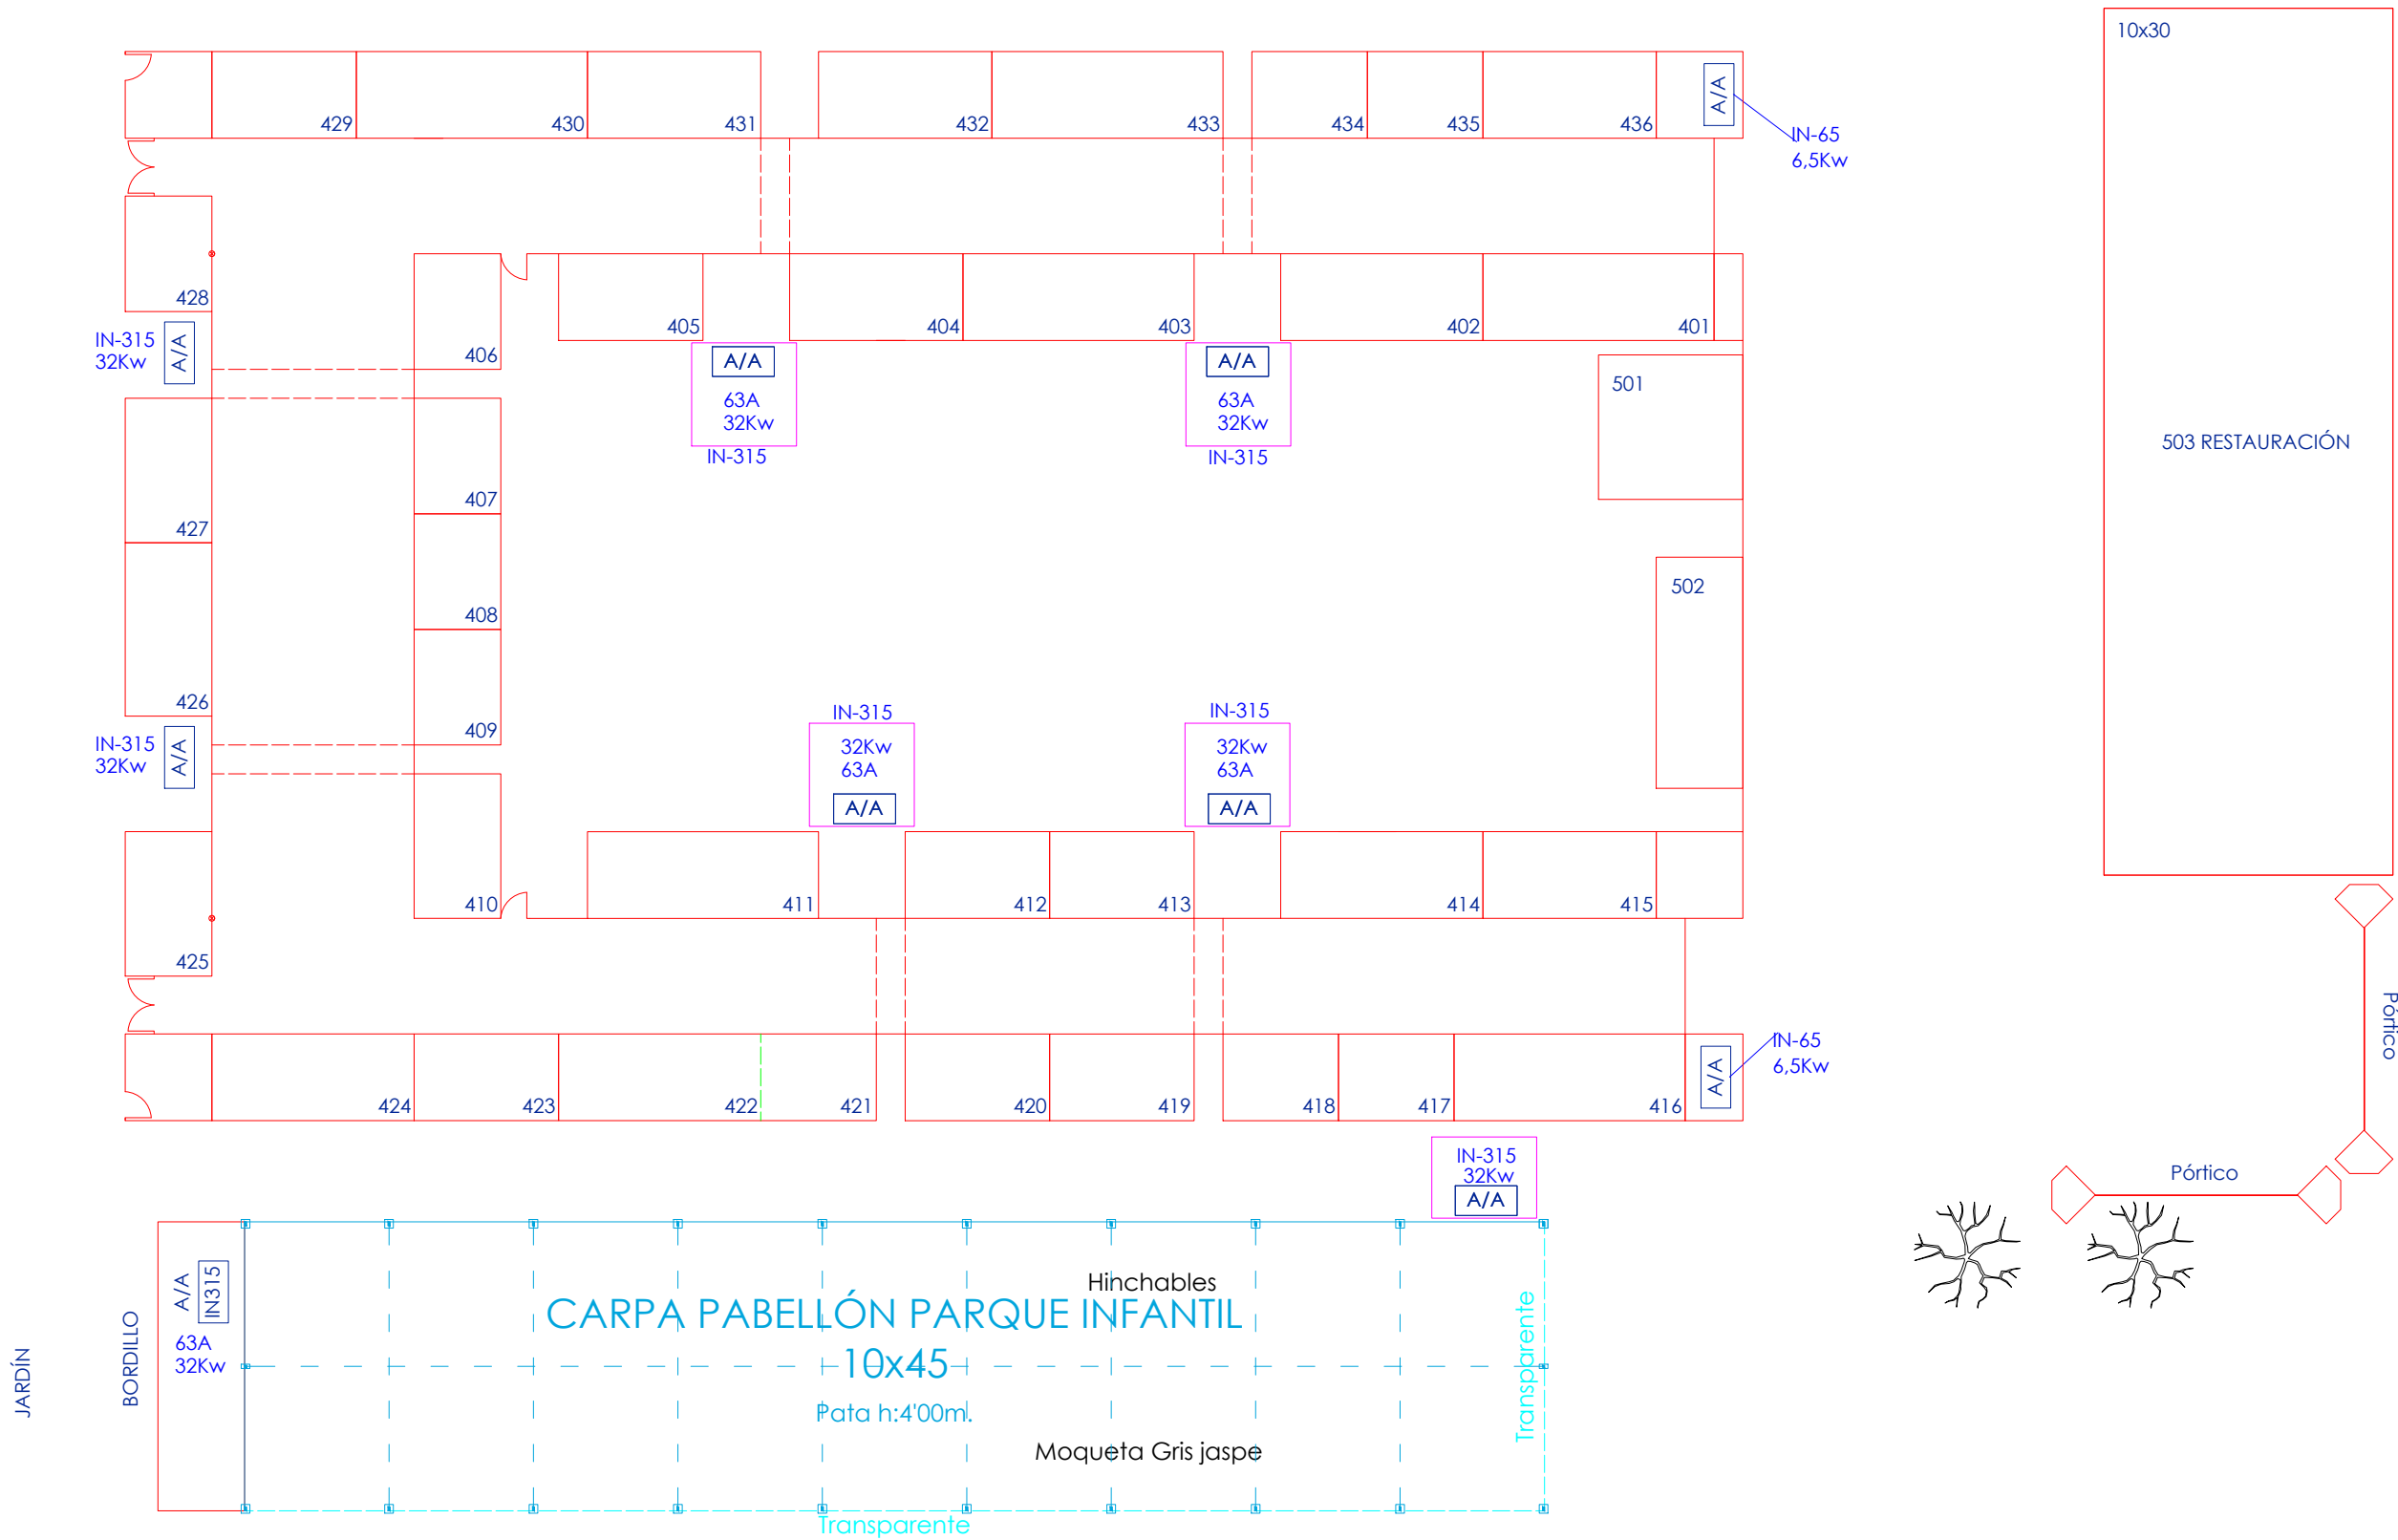 10x30
A/A
429
430
431
432
433
434
435
436
IN-65
6,5Kw
428
405
404
403
402
401
IN-315
32Kw
A/A
406
A/A
63A
32Kw
IN-315
A/A
63A
32Kw
IN-315
501
503 RESTAURACIÓN
407
427
502
408
426
409
IN-315
32Kw
A/A
IN-315
32Kw
63A
A/A
IN-315
32Kw
63A
A/A
410
411
412
413
414
415
425
Pórtico
IN-65
6,5Kw
A/A
424
423
422
421
420
419
418
417
416
IN-315
32Kw
A/A
Pórtico
JARDÍN
BORDILLO
A/A
IN315
63A
32Kw
Hinchables
CARPA PABELLÓN PARQUE INFANTIL
10x45
Pata h:4'00m.
Moqueta Gris jaspe
Transparente
Transparente